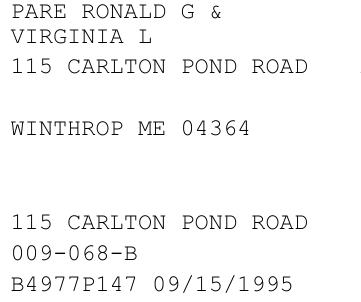 PARE RONALD G &
VIRGINIA L
115 CARLTON POND ROAD
WINTHROP ME 04364
115 CARLTON POND ROAD
009-068-B
B4977P147 09/15/1995